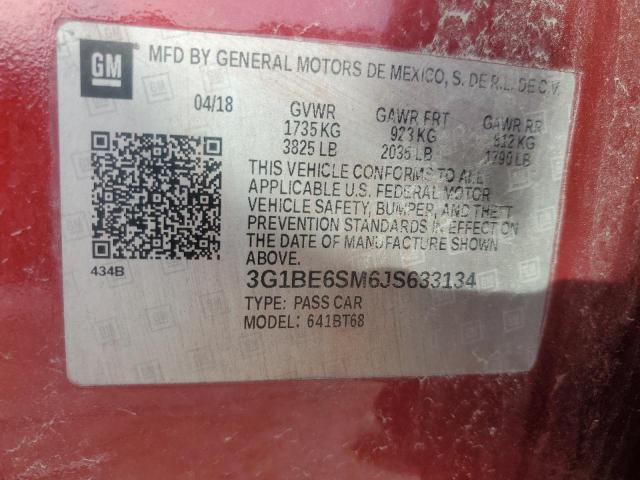 GM
MFD BY GENERAL MOTORS DE MEXICO, S. DE R.L. DE C.V.
04/18 GVWR GAWR FRT GAWR RR
1735 KG 923 KG 812 KG
3825 LB 2035 LB 1790 LB
THIS VEHICLE CONFORMS TO ALL
APPLICABLE U.S. FEDERAL MOTOR
VEHICLE SAFETY, BUMPER, AND THEFT
PREVENTION STANDARDS IN EFFECT ON
THE DATE OF MANUFACTURE SHOWN
ABOVE.
434B
3G1BE6SM6JS633134
TYPE: PASS CAR
MODEL: 641BT68